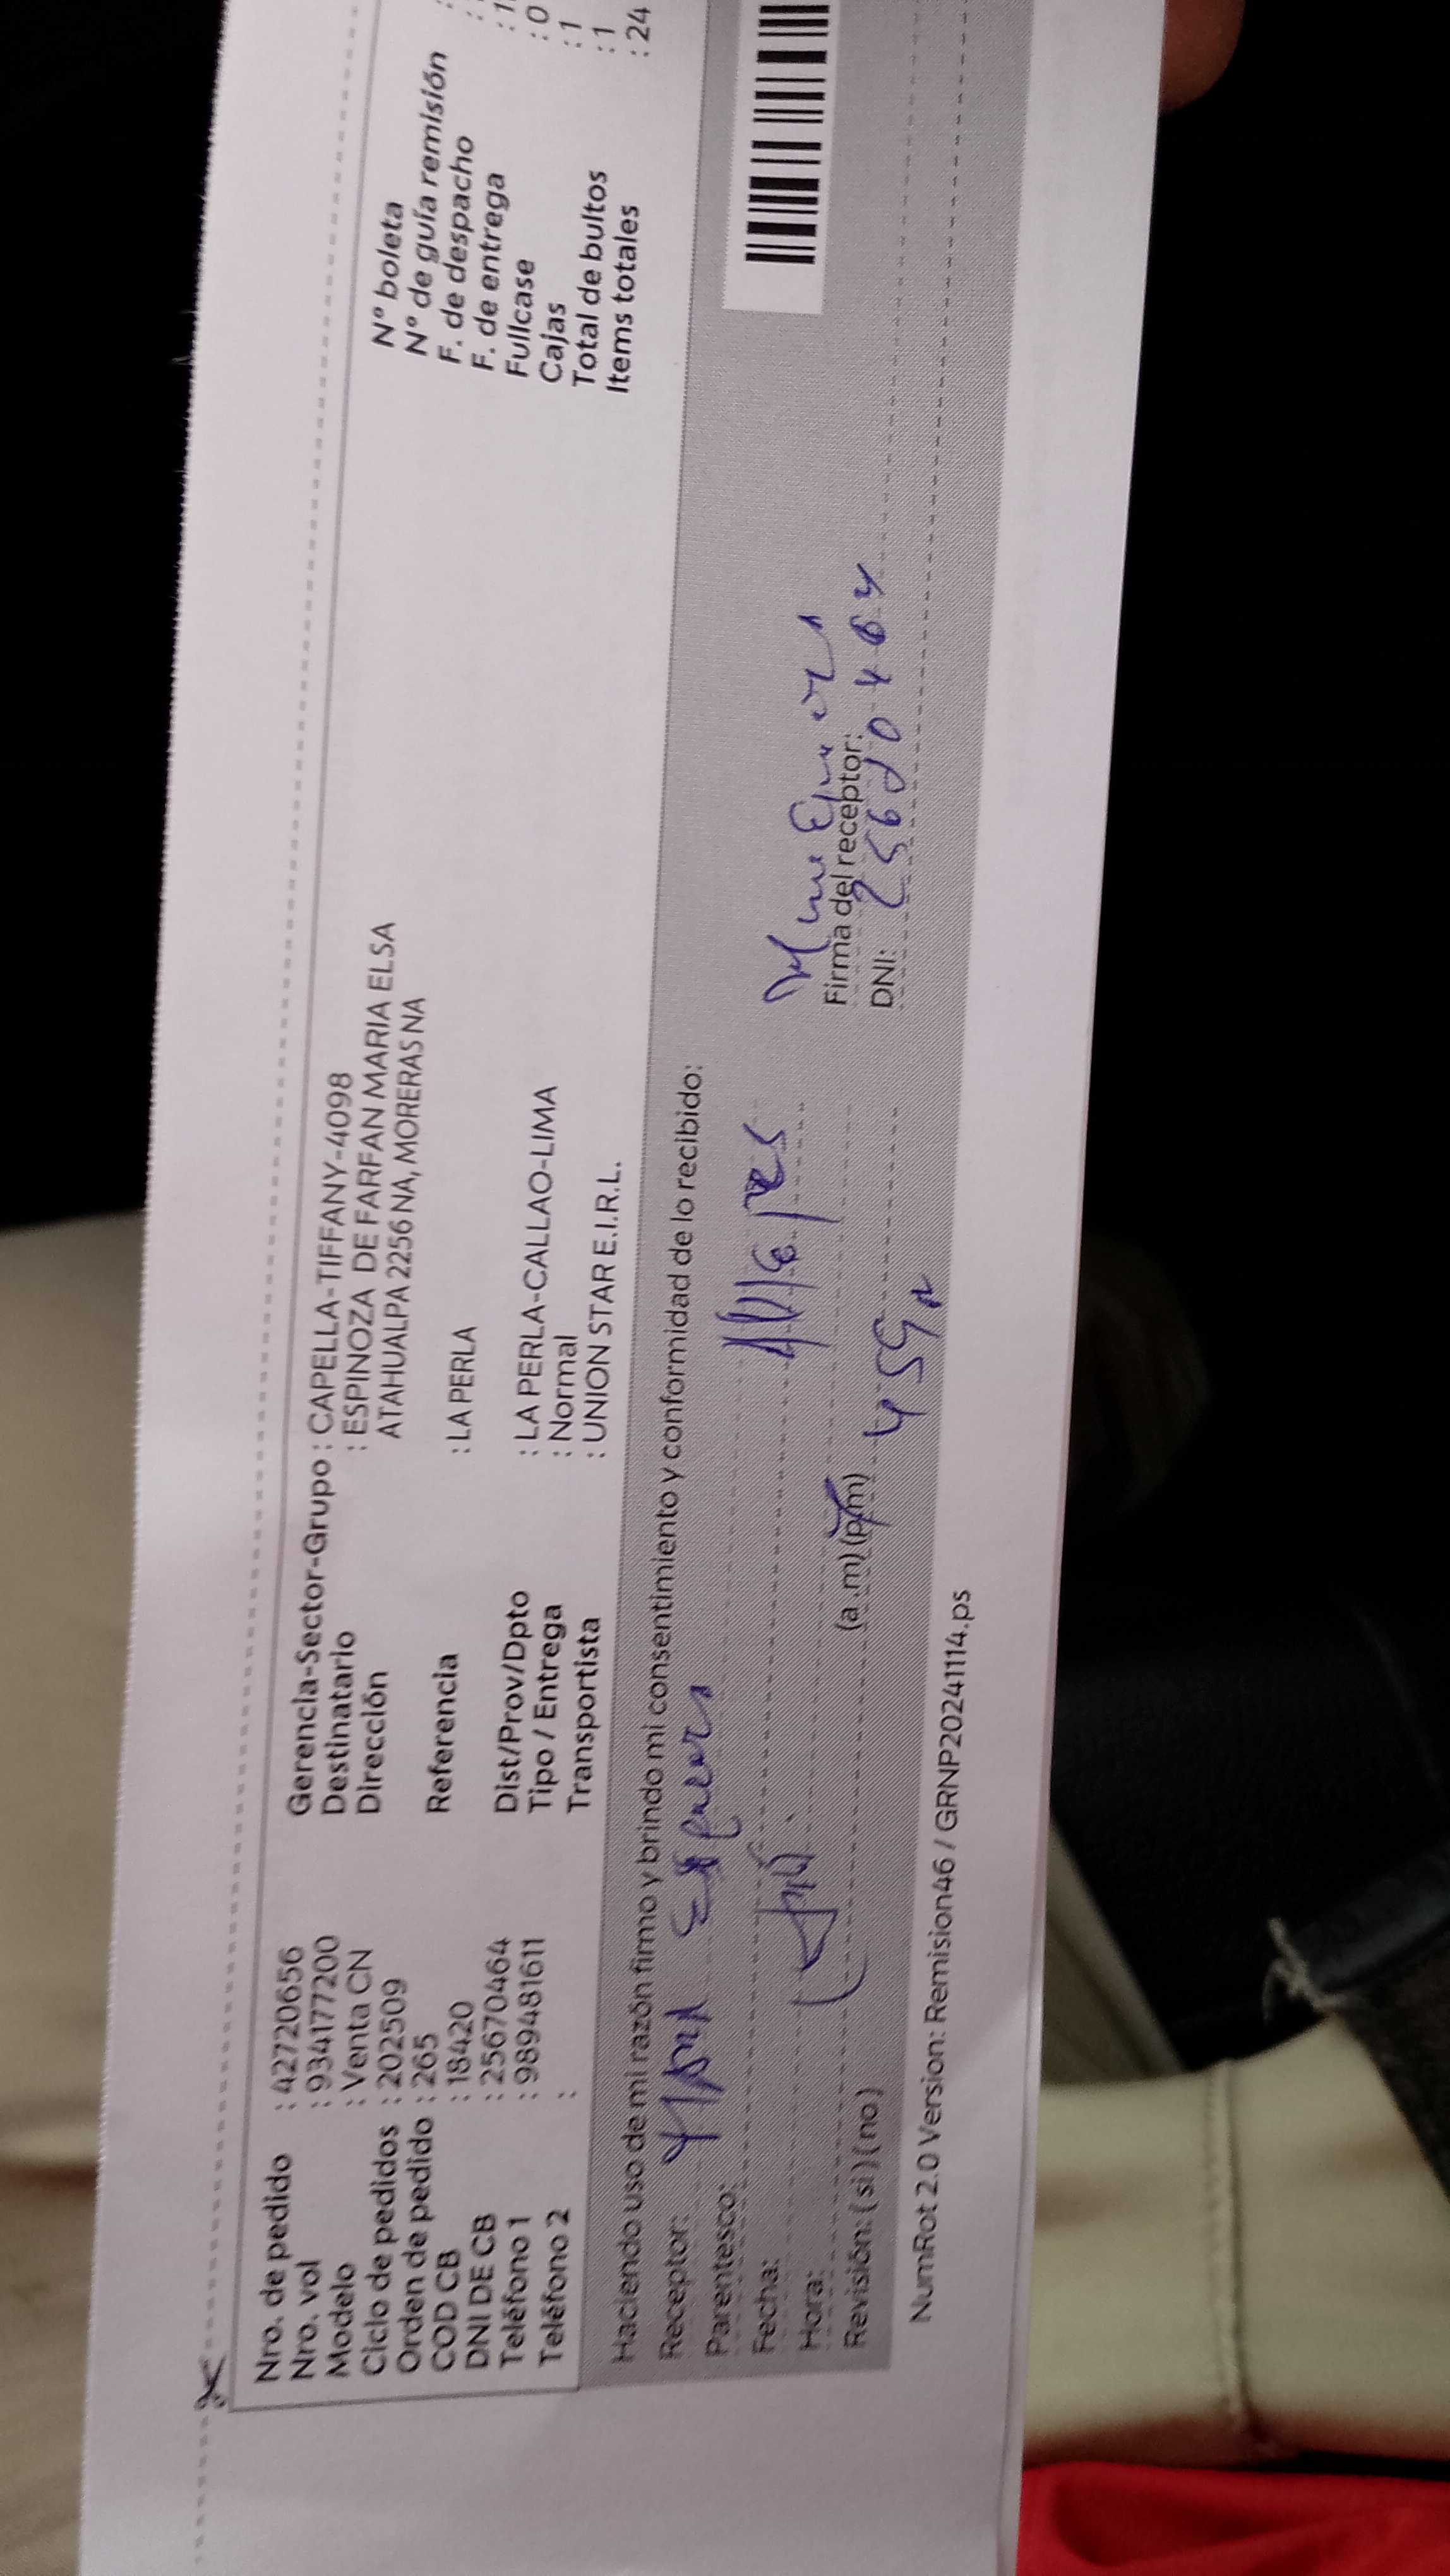 Nro. de pedido : 42720656
Nro. vol : 934177200
Modelo : Venta CN
Ciclo de pedidos : 202509
Orden de pedido : 265
COD CB : 18420
DNI DE CB : 25670464
Teléfono 1 : 989481611
Teléfono 2 :
Gerencia-Sector-Grupo : CAPELLA-TIFFANY-4098
Destinatario : ESPINOZA DE FARFAN MARIA ELSA
Dirección ATAHUALPA 2256 NA, MORERAS NA
Referencia : LA PERLA
Dist/Prov/Dpto : LA PERLA-CALLAO-LIMA
Tipo / Entrega : Normal
Transportista : UNION STAR E.I.R.L.
N° boleta
N° de guía remisión
F. de despacho
F. de entrega
Fullcase : 0
Cajas : 1
Total de bultos : 1
Items totales : 24
Haciendo uso de mi razón firmo y brindo mi consentimiento y conformidad de lo recibido:
Receptor:
Parentesco:
Fecha:
Hora: (a.m) (p.m)
Revisión: (si) (no)
Firma del receptor:
DNI: 25670464
NumRot 2.0 Version: Remision46 / GRNP20241114.ps